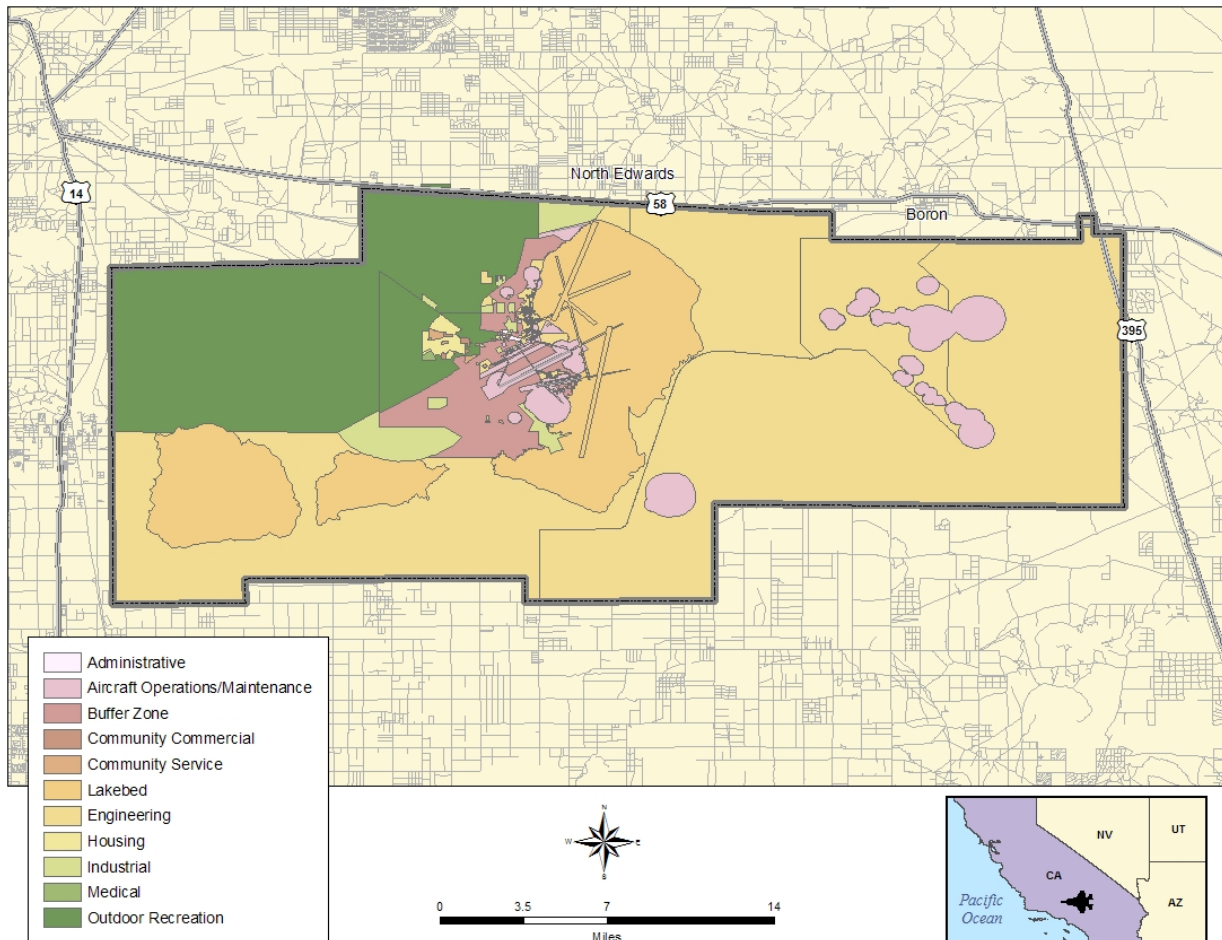 North Edwards
14
58
Boron
395
Administrative
Aircraft Operations/Maintenance
Buffer Zone
Community Commercial
Community Service
Lakebed
Engineering
Housing
Industrial
Medical
Outdoor Recreation
N
W
E
S
0
3.5
7
14
Miles
NV
UT
CA
AZ
Pacific
Ocean